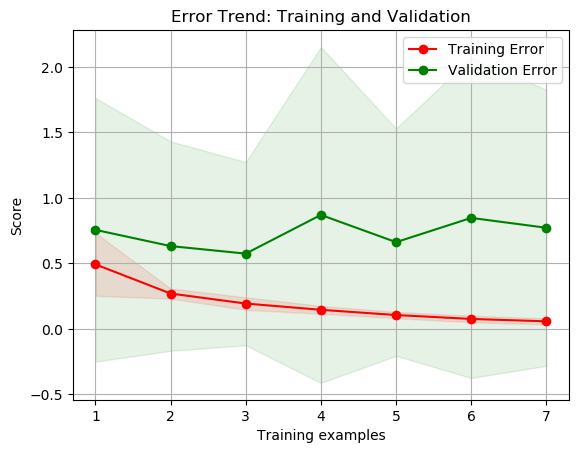 Error Trend: Training and Validation
Training Error
Validation Error
2.0
1.5
1.0
0.5
0.0
−0.5
Score
1
2
3
4
5
6
7
Training examples